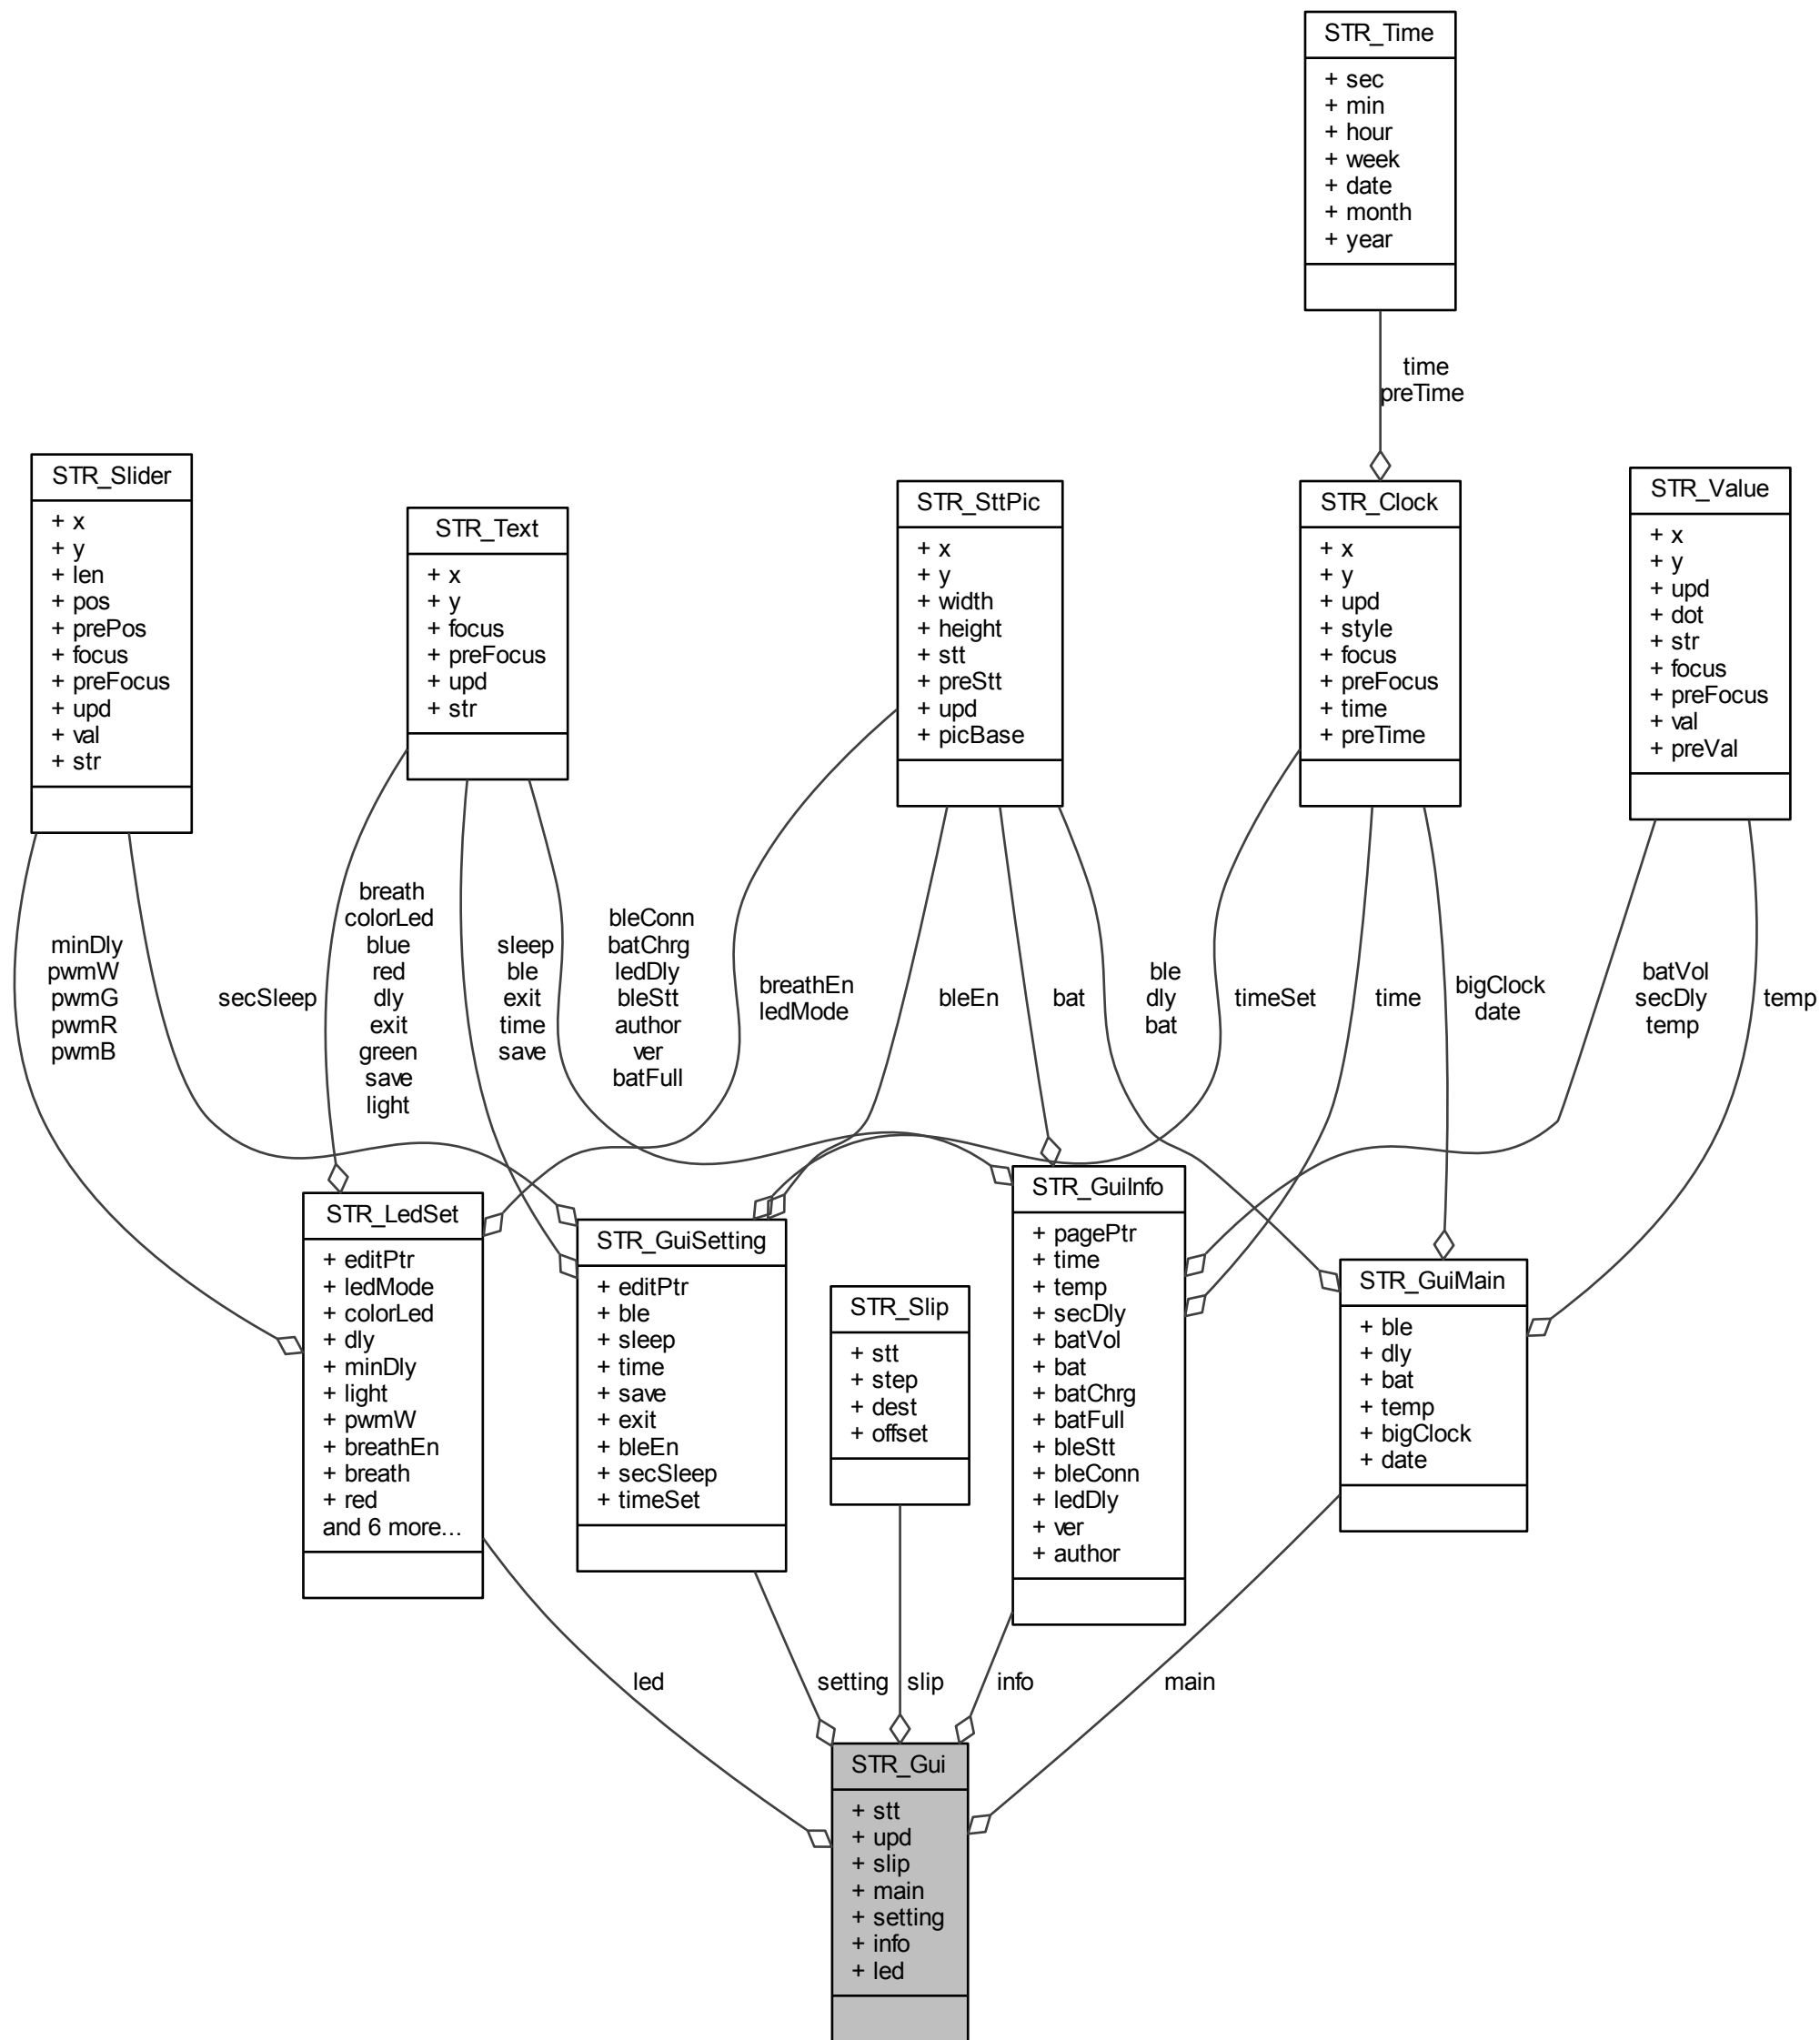 STR_Time
+ sec
+ min
+ hour
+ week
+ date
+ month
+ year
time
preTime
STR_Slider
+ x
+ y
+ len
+ pos
+ prePos
+ focus
+ preFocus
+ upd
+ val
+ str
STR_Text
+ x
+ y
+ focus
+ preFocus
+ upd
+ str
STR_SttPic
+ x
+ y
+ width
+ height
+ stt
+ preStt
+ upd
+ picBase
STR_Clock
+ x
+ y
+ upd
+ style
+ focus
+ preFocus
+ time
+ preTime
STR_Value
+ x
+ y
+ upd
+ dot
+ str
+ focus
+ preFocus
+ val
+ preVal
minDly
pwmW
pwmG
pwmR
pwmB
secSleep
breath
colorLed
blue
red
dly
exit
green
save
light
sleep
ble
exit
time
save
bleConn
batChrg
ledDly
bleStt
author
ver
batFull
breathEn
ledMode
bleEn
bat
ble
dly
bat
timeSet
time
bigClock
date
batVol
secDly
temp
temp
STR_LedSet
+ editPtr
+ ledMode
+ colorLed
+ dly
+ minDly
+ light
+ pwmW
+ breathEn
+ breath
+ red
and 6 more...
STR_GuiSetting
+ editPtr
+ ble
+ sleep
+ time
+ save
+ exit
+ bleEn
+ secSleep
+ timeSet
STR_Slip
+ stt
+ step
+ dest
+ offset
STR_GuiInfo
+ pagePtr
+ time
+ temp
+ secDly
+ batVol
+ bat
+ batChrg
+ batFull
+ bleStt
+ bleConn
+ ledDly
+ ver
+ author
STR_GuiMain
+ ble
+ dly
+ bat
+ temp
+ bigClock
+ date
led
setting
slip
info
main
STR_Gui
+ stt
+ upd
+ slip
+ main
+ setting
+ info
+ led